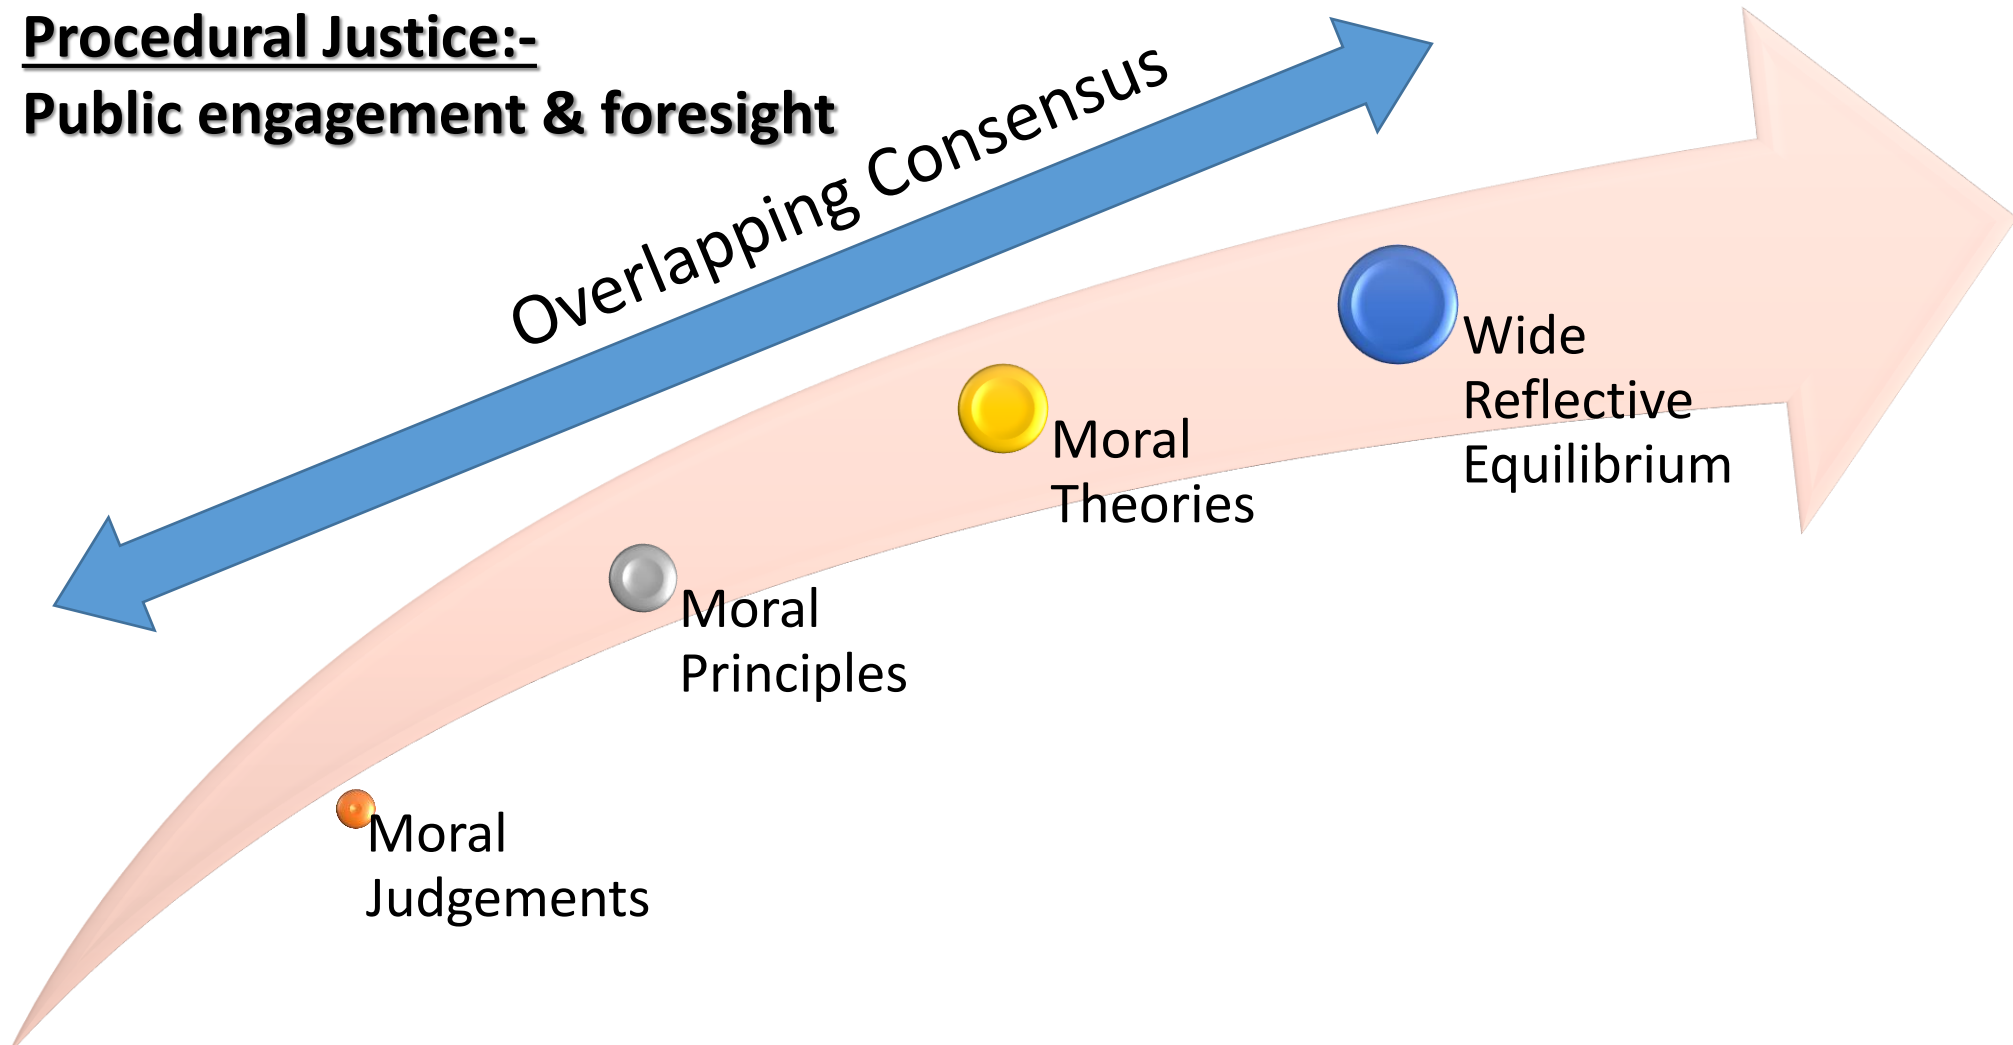 Procedural Justice:-
Public engagement & foresight
Overlapping Consensus
Wide
Reflective
Equilibrium
Moral
Theories
Moral
Principles
Moral
Judgements